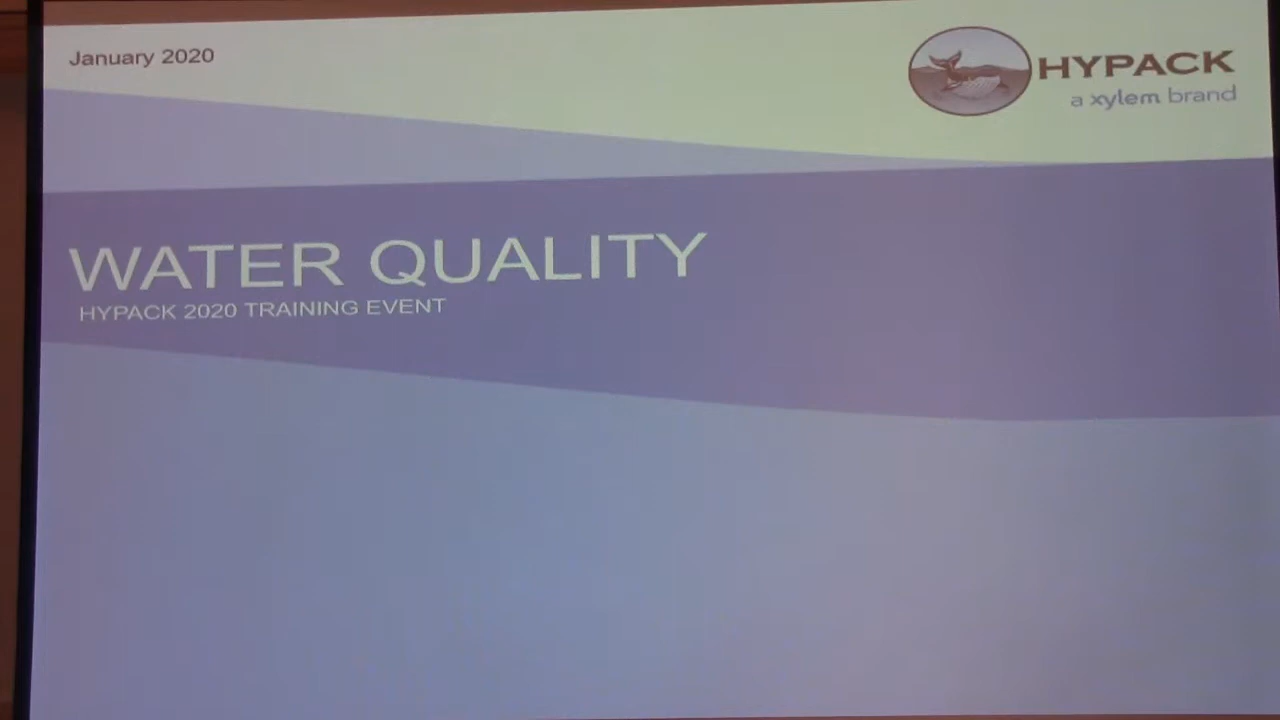 January 2020
HYPACK
a xylem brand
WATER QUALITY
HYPACK 2020 TRAINING EVENT